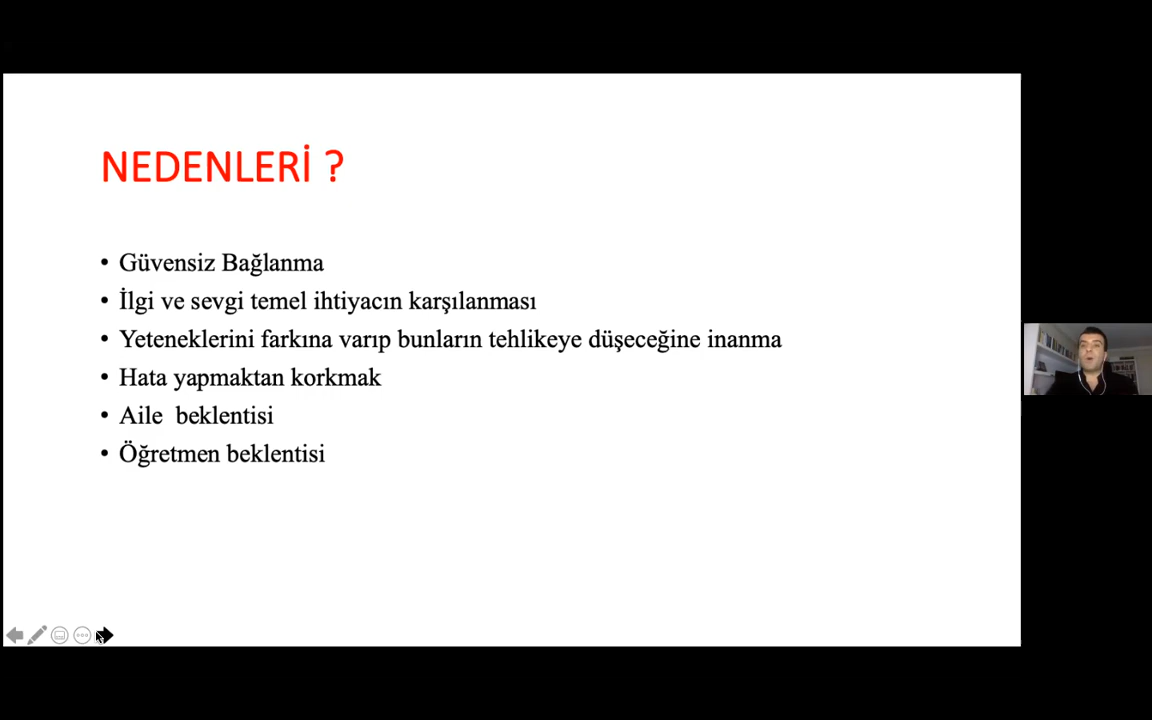 NEDENLERİ ?
• Güvensiz Bağlanma
• İlgi ve sevgi temel ihtiyacın karşılanması
• Yeteneklerini farkına varıp bunların tehlikeye düşeceğine inanma
• Hata yapmaktan korkmak
• Aile  beklentisi
• Öğretmen beklentisi